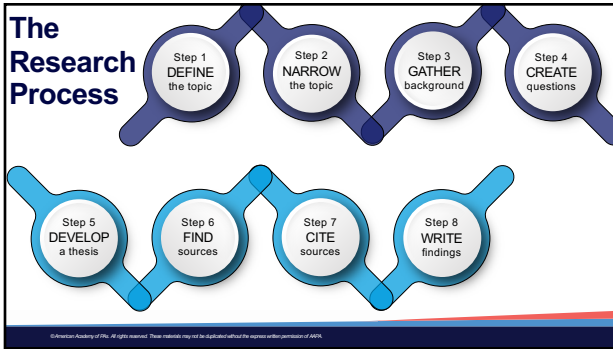 The
Research
Process
Step 1
DEFINE
the topic
Step 2
NARROW
the topic
Step 3
GATHER
background
Step 4
CREATE
questions
Step 5
DEVELOP
a thesis
Step 6
FIND
sources
Step 7
CITE
sources
Step 8
WRITE
findings
©American Academy of PAs. All rights reserved. These materials may not be duplicated without the express written permission of AAPA.